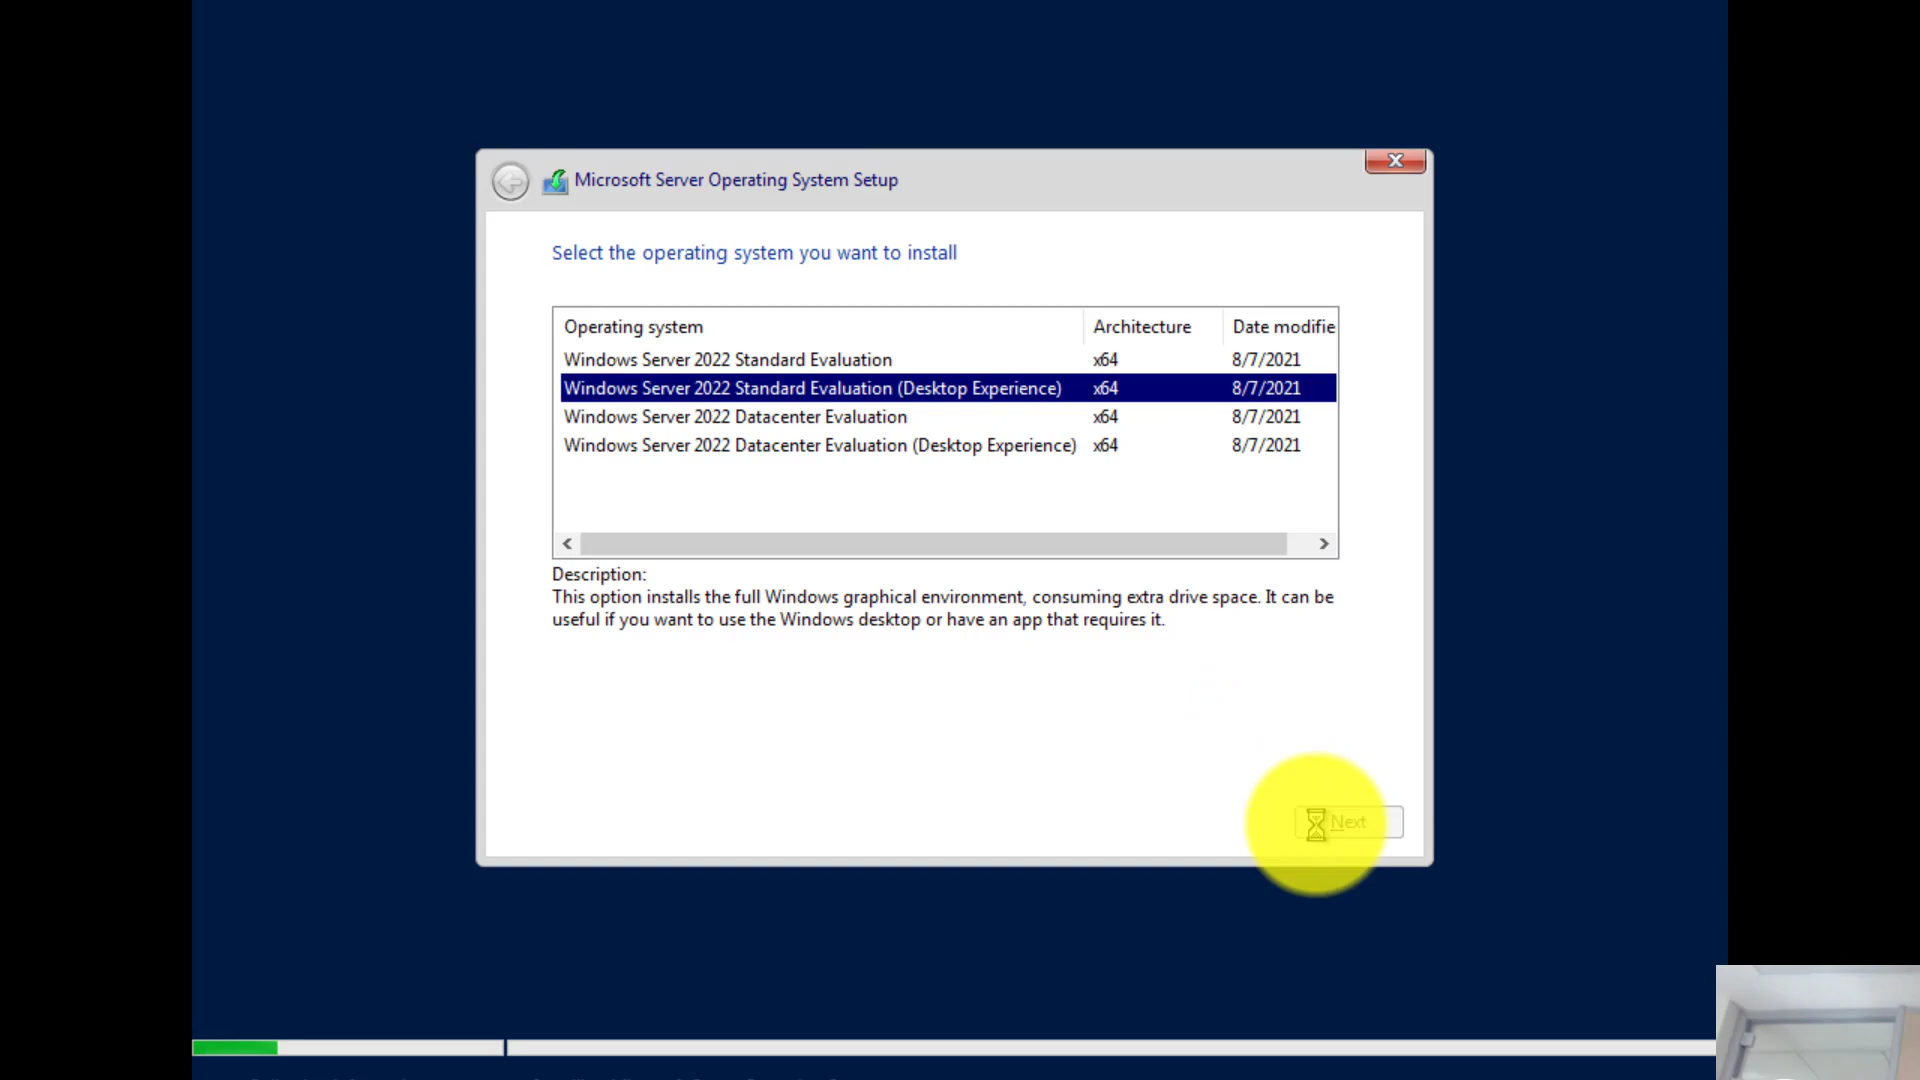 Microsoft Server Operating System Setup
Select the operating system you want to install
Operating system Architecture Date modifie
Windows Server 2022 Standard Evaluation x64 8/7/2021
Windows Server 2022 Standard Evaluation (Desktop Experience) x64 8/7/2021
Windows Server 2022 Datacenter Evaluation x64 8/7/2021
Windows Server 2022 Datacenter Evaluation (Desktop Experience) x64 8/7/2021
Description:
This option installs the full Windows graphical environment, consuming extra drive space. It can be
useful if you want to use the Windows desktop or have an app that requires it.
Next